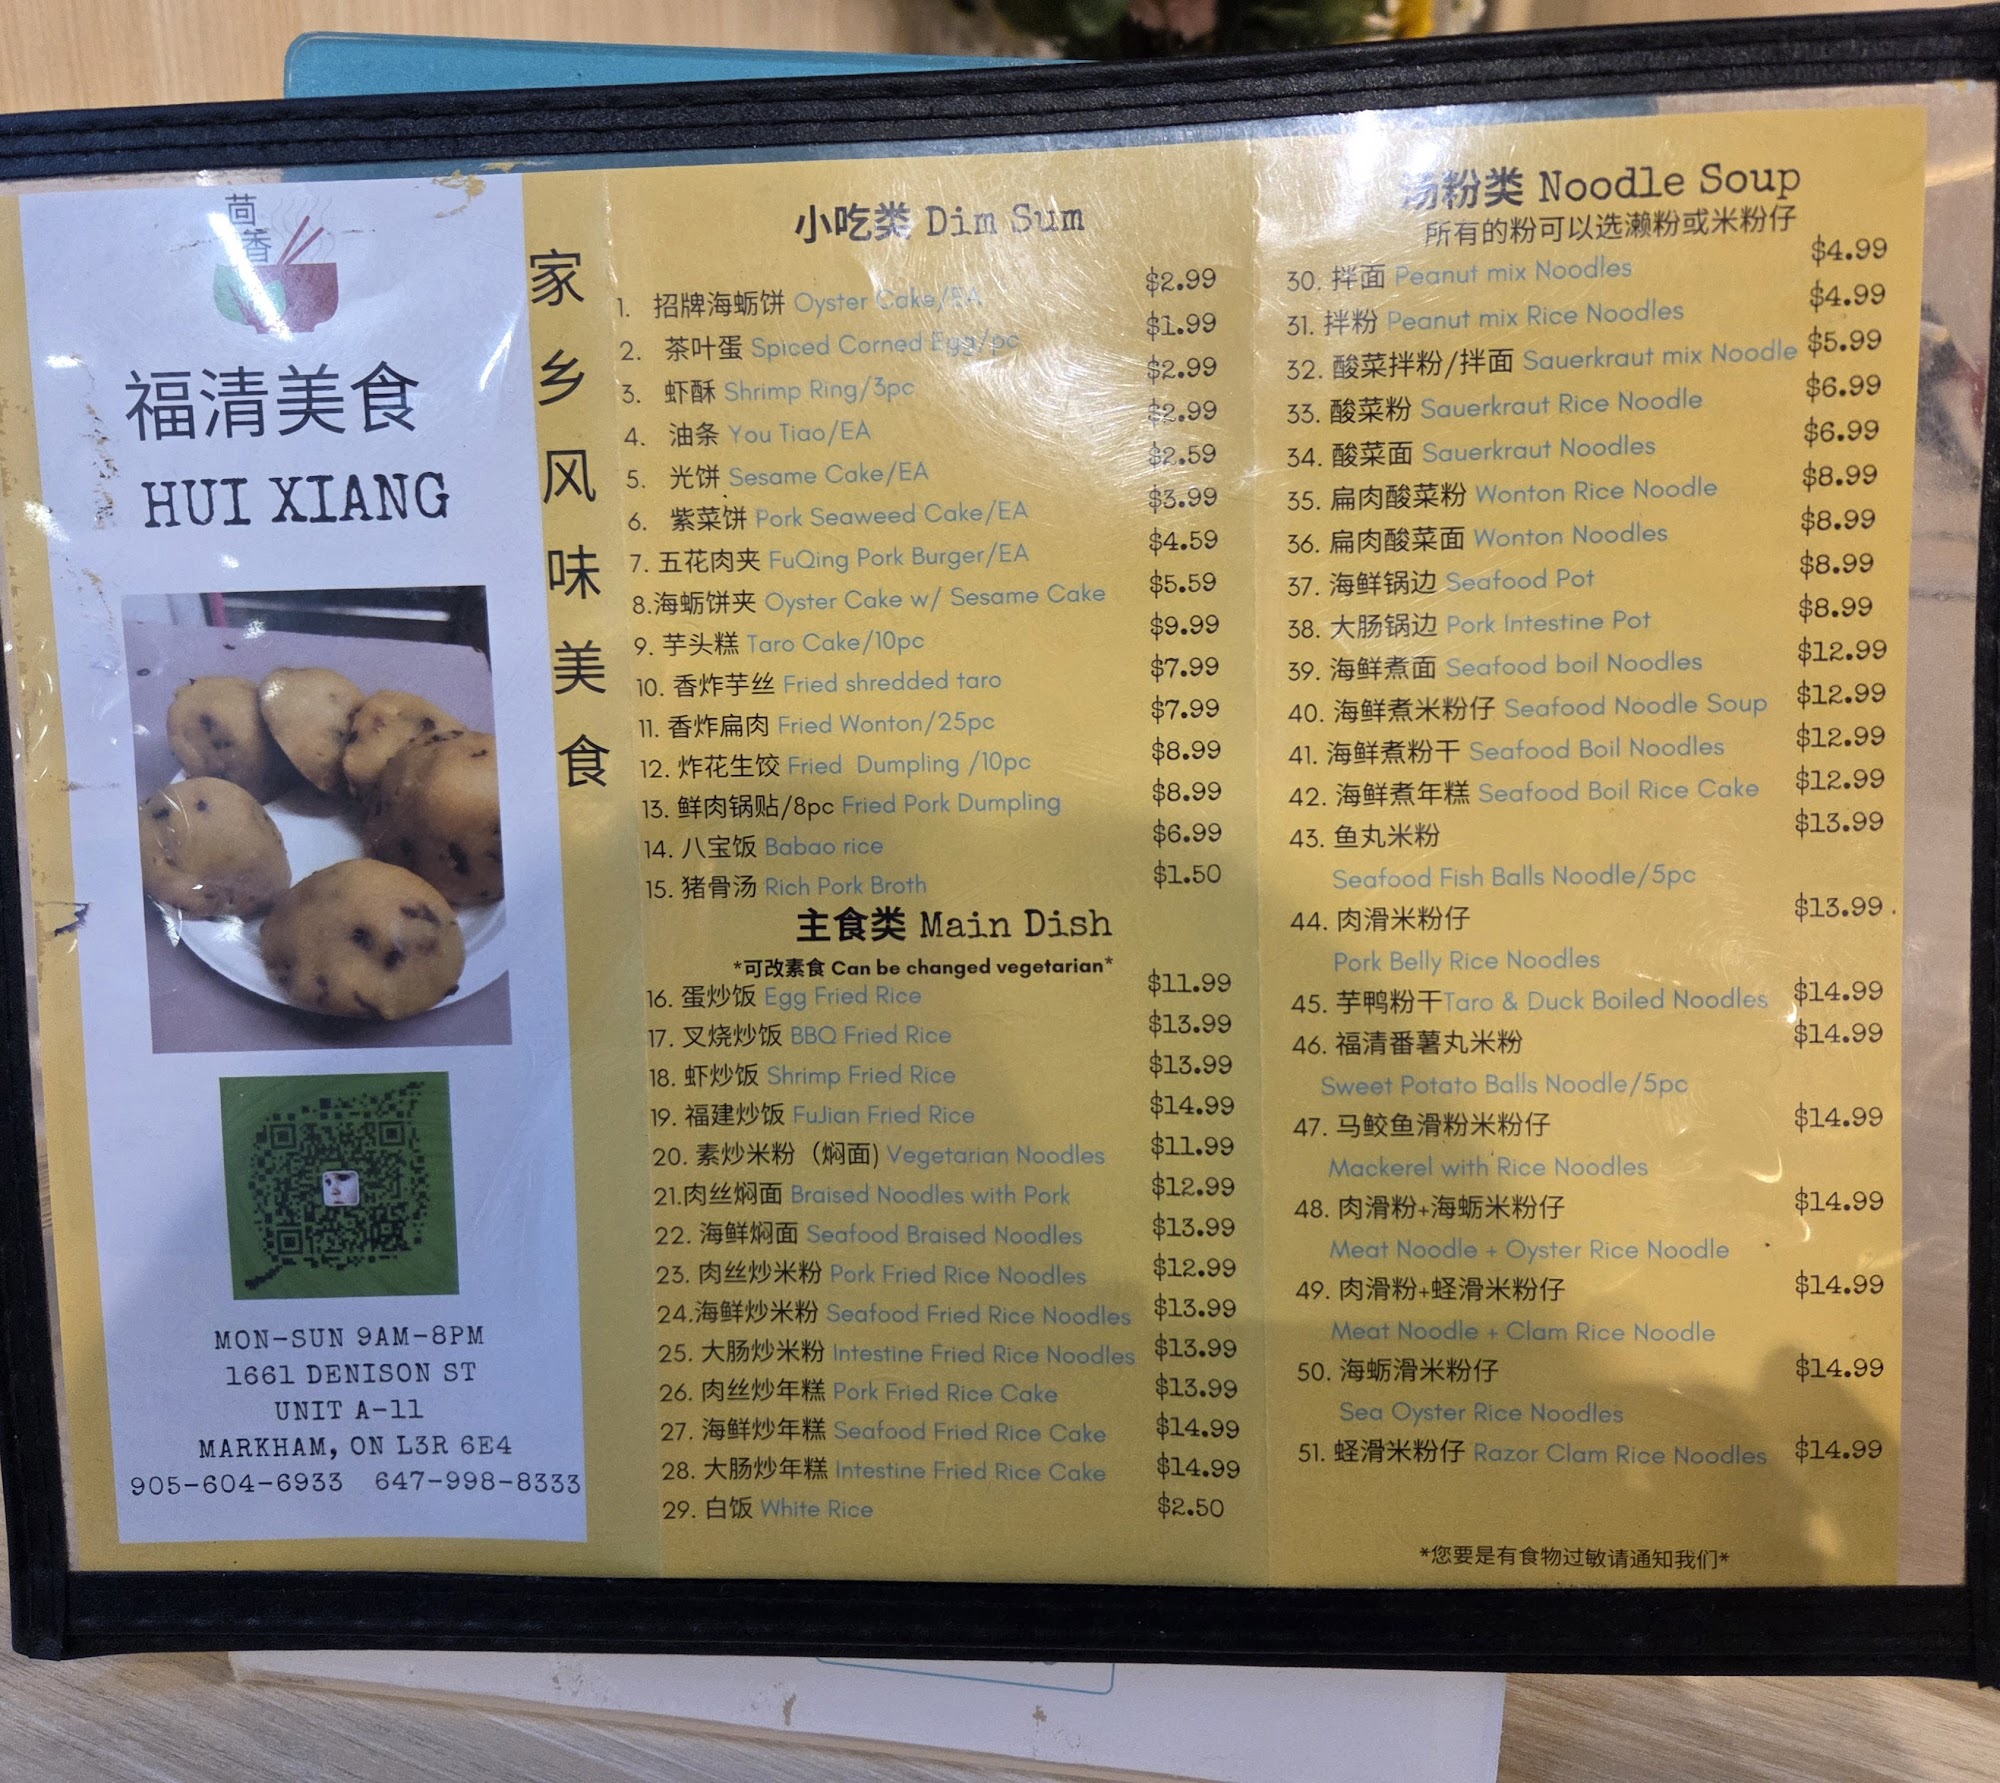 茴香
福清美食
HUI XIANG
MON-SUN 9AM-8PM
1661 DENISON ST
UNIT A-11
MARKHAM, ON L3R 6E4
905-604-6933 647-998-8333
家乡风味美食
小吃类 Dim Sum
1. 招牌海蛎饼 Oyster Cake/EA $2.99
2. 茶叶蛋 Spiced Corned Egg/pc $1.99
3. 虾酥 Shrimp Ring/3pc $2.99
4. 油条 You Tiao/EA $2.99
5. 光饼 Sesame Cake/EA $2.59
6. 紫菜饼 Pork Seaweed Cake/EA $3.99
7. 五花肉夹 FuQing Pork Burger/EA $4.59
8.海蛎饼夹 Oyster Cake w/ Sesame Cake $5.59
9. 芋头糕 Taro Cake/10pc $9.99
10. 香炸芋丝 Fried shredded taro $7.99
11. 香炸扁肉 Fried Wonton/25pc $7.99
12. 炸花生饺 Fried Dumpling /10pc $8.99
13. 鲜肉锅贴/8pc Fried Pork Dumpling $8.99
14. 八宝饭 Babao rice $6.99
15. 猪骨汤 Rich Pork Broth $1.50
主食类 Main Dish
*可改素食 Can be changed vegetarian*
16. 蛋炒饭 Egg Fried Rice $11.99
17. 叉烧炒饭 BBQ Fried Rice $13.99
18. 虾炒饭 Shrimp Fried Rice $13.99
19. 福建炒饭 FuJian Fried Rice $14.99
20. 素炒米粉（焖面) Vegetarian Noodles $11.99
21.肉丝焖面 Braised Noodles with Pork $12.99
22. 海鲜焖面 Seafood Braised Noodles $13.99
23. 肉丝炒米粉 Pork Fried Rice Noodles $12.99
24.海鲜炒米粉 Seafood Fried Rice Noodles $13.99
25. 大肠炒米粉 Intestine Fried Rice Noodles $13.99
26. 肉丝炒年糕 Pork Fried Rice Cake $13.99
27. 海鲜炒年糕 Seafood Fried Rice Cake $14.99
28. 大肠炒年糕 Intestine Fried Rice Cake $14.99
29. 白饭 White Rice $2.50
汤粉类 Noodle Soup
所有的粉可以选濑粉或米粉仔
30. 拌面 Peanut mix Noodles $4.99
31. 拌粉 Peanut mix Rice Noodles $4.99
32. 酸菜拌粉/拌面 Sauerkraut mix Noodle $5.99
33. 酸菜粉 Sauerkraut Rice Noodle $6.99
34. 酸菜面 Sauerkraut Noodles $6.99
35. 扁肉酸菜粉 Wonton Rice Noodle $8.99
36. 扁肉酸菜面 Wonton Noodles $8.99
37. 海鲜锅边 Seafood Pot $8.99
38. 大肠锅边 Pork Intestine Pot $8.99
39. 海鲜煮面 Seafood boil Noodles $12.99
40. 海鲜煮米粉仔 Seafood Noodle Soup $12.99
41. 海鲜煮粉干 Seafood Boil Noodles $12.99
42. 海鲜煮年糕 Seafood Boil Rice Cake $12.99
43. 鱼丸米粉 $13.99
Seafood Fish Balls Noodle/5pc
44. 肉滑米粉仔 $13.99
Pork Belly Rice Noodles
45. 芋鸭粉干Taro & Duck Boiled Noodles $14.99
46. 福清番薯丸米粉 $14.99
Sweet Potato Balls Noodle/5pc
47. 马鲛鱼滑粉米粉仔 $14.99
Mackerel with Rice Noodles
48. 肉滑粉+海蛎米粉仔 $14.99
Meat Noodle + Oyster Rice Noodle
49. 肉滑粉+蛏滑米粉仔 $14.99
Meat Noodle + Clam Rice Noodle
50. 海蛎滑米粉仔 $14.99
Sea Oyster Rice Noodles
51. 蛏滑米粉仔 Razor Clam Rice Noodles $14.99
*您要是有食物过敏请通知我们*